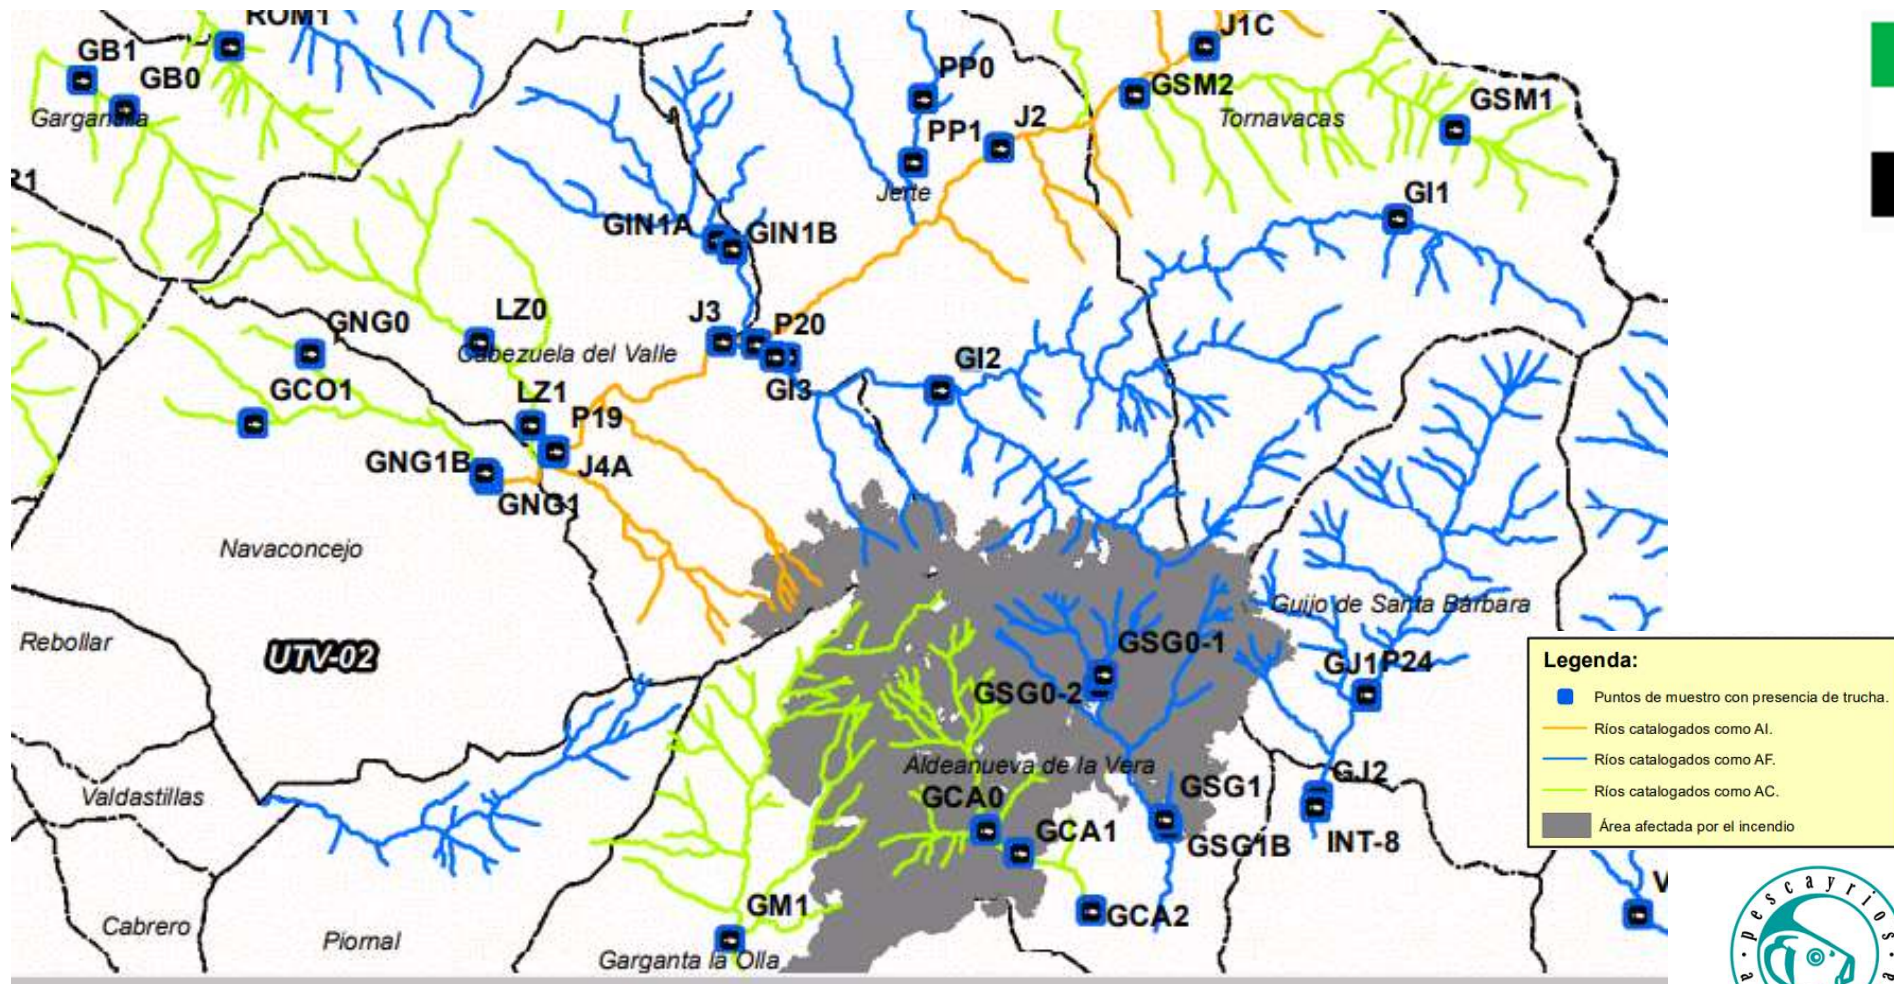 ROM1
J1C
GB1
GB0
PP0
GSM2
GSM1
Tornavacas
J2
PP1
Jerte
GI1
GIN1A
GIN1B
GNG0
LZ0
J3
P20
Cabezuela del Valle
GI2
GCO1
LZ1
GI3
P19
GNG1B
J4A
GNG1
Navaconcejo
Guijo de Santa Bárbara
Rebollar
UTV-02
GSG0-1
GSG0-2
GJ1
P24
Legenda:
Puntos de muestro con presencia de trucha.
Ríos catalogados como AI.
Ríos catalogados como AF.
Ríos catalogados como AC.
Área afectada por el incendio
Aldeanueva de la Vera
GJ2
Valdastillas
GCA0
GSG1
GCA1
GSG1B
INT-8
GM1
GCA2
Cabrero
Piornal
Garganta la Olla
pescayrios